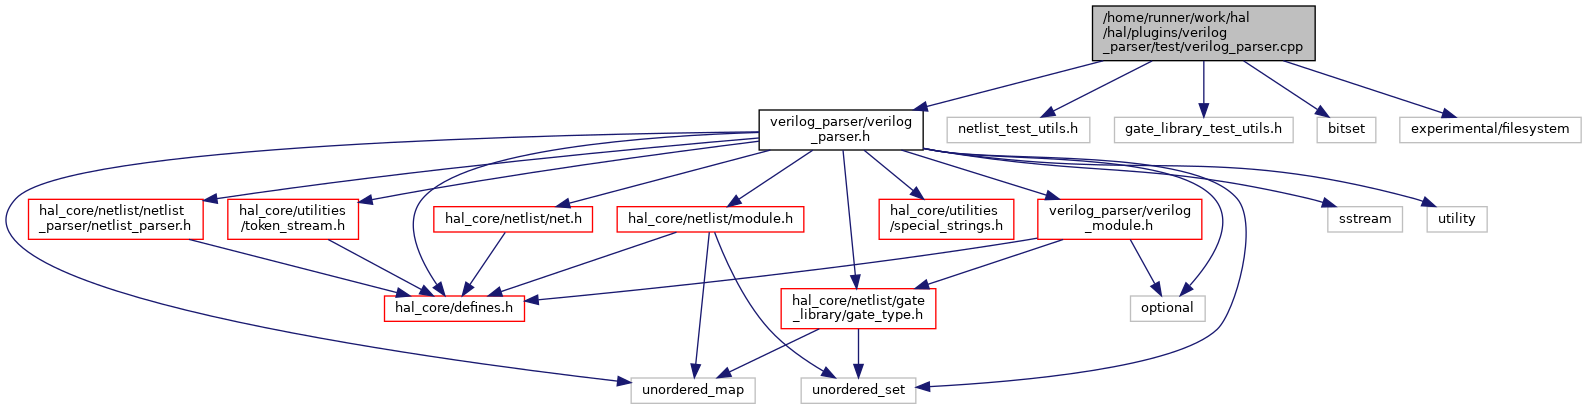 /home/runner/work/hal
/hal/plugins/verilog
_parser/test/verilog_parser.cpp
verilog_parser/verilog
_parser.h
netlist_test_utils.h
gate_library_test_utils.h
bitset
experimental/filesystem
hal_core/netlist/netlist
_parser/netlist_parser.h
hal_core/utilities
/token_stream.h
hal_core/netlist/net.h
hal_core/netlist/module.h
hal_core/utilities
/special_strings.h
verilog_parser/verilog
_module.h
sstream
utility
hal_core/defines.h
hal_core/netlist/gate
_library/gate_type.h
optional
unordered_map
unordered_set